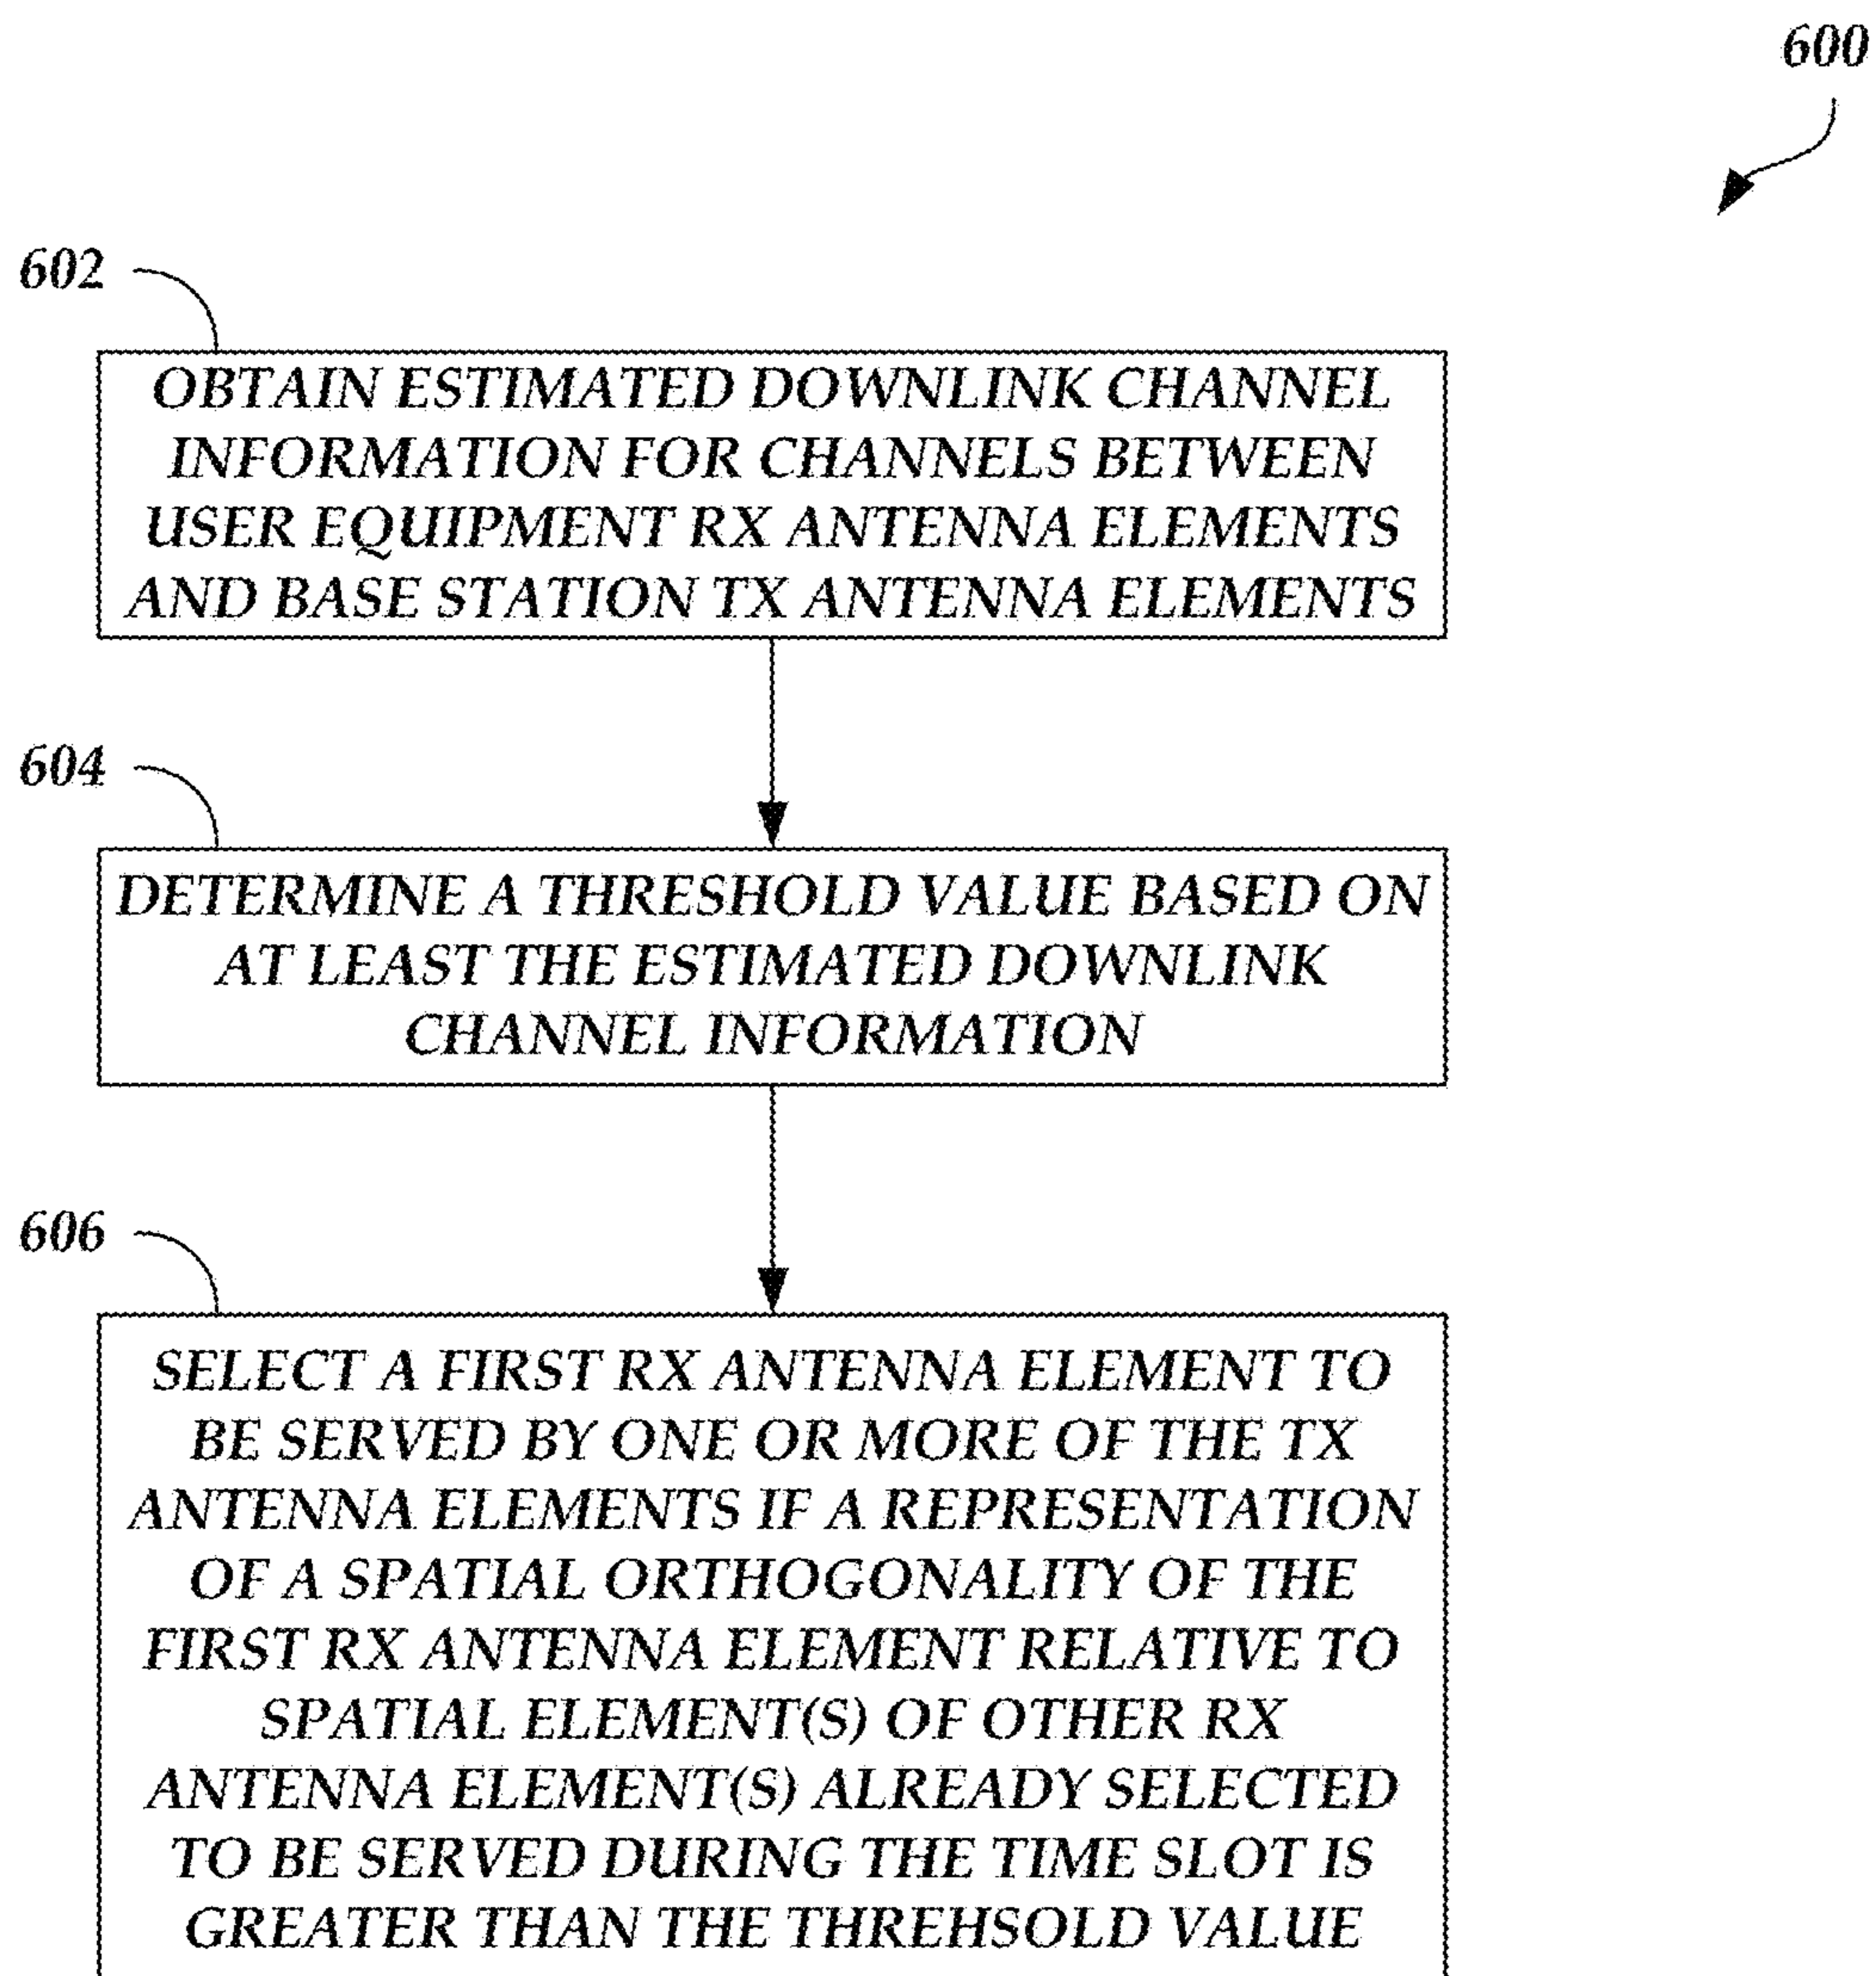 600
602
OBTAIN ESTIMATED DOWNLINK CHANNEL
INFORMATION FOR CHANNELS BETWEEN
USER EQUIPMENT RX ANTENNA ELEMENTS
AND BASE STATION TX ANTENNA ELEMENTS
604
DETERMINE A THRESHOLD VALUE BASED ON
AT LEAST THE ESTIMATED DOWNLINK
CHANNEL INFORMATION
606
SELECT A FIRST RX ANTENNA ELEMENT TO
BE SERVED BY ONE OR MORE OF THE TX
ANTENNA ELEMENTS IF A REPRESENTATION
OF A SPATIAL ORTHOGONALITY OF THE
FIRST RX ANTENNA ELEMENT RELATIVE TO
SPATIAL ELEMENT(S) OF OTHER RX
ANTENNA ELEMENT(S) ALREADY SELECTED
TO BE SERVED DURING THE TIME SLOT IS
GREATER THAN THE THREHSOLD VALUE